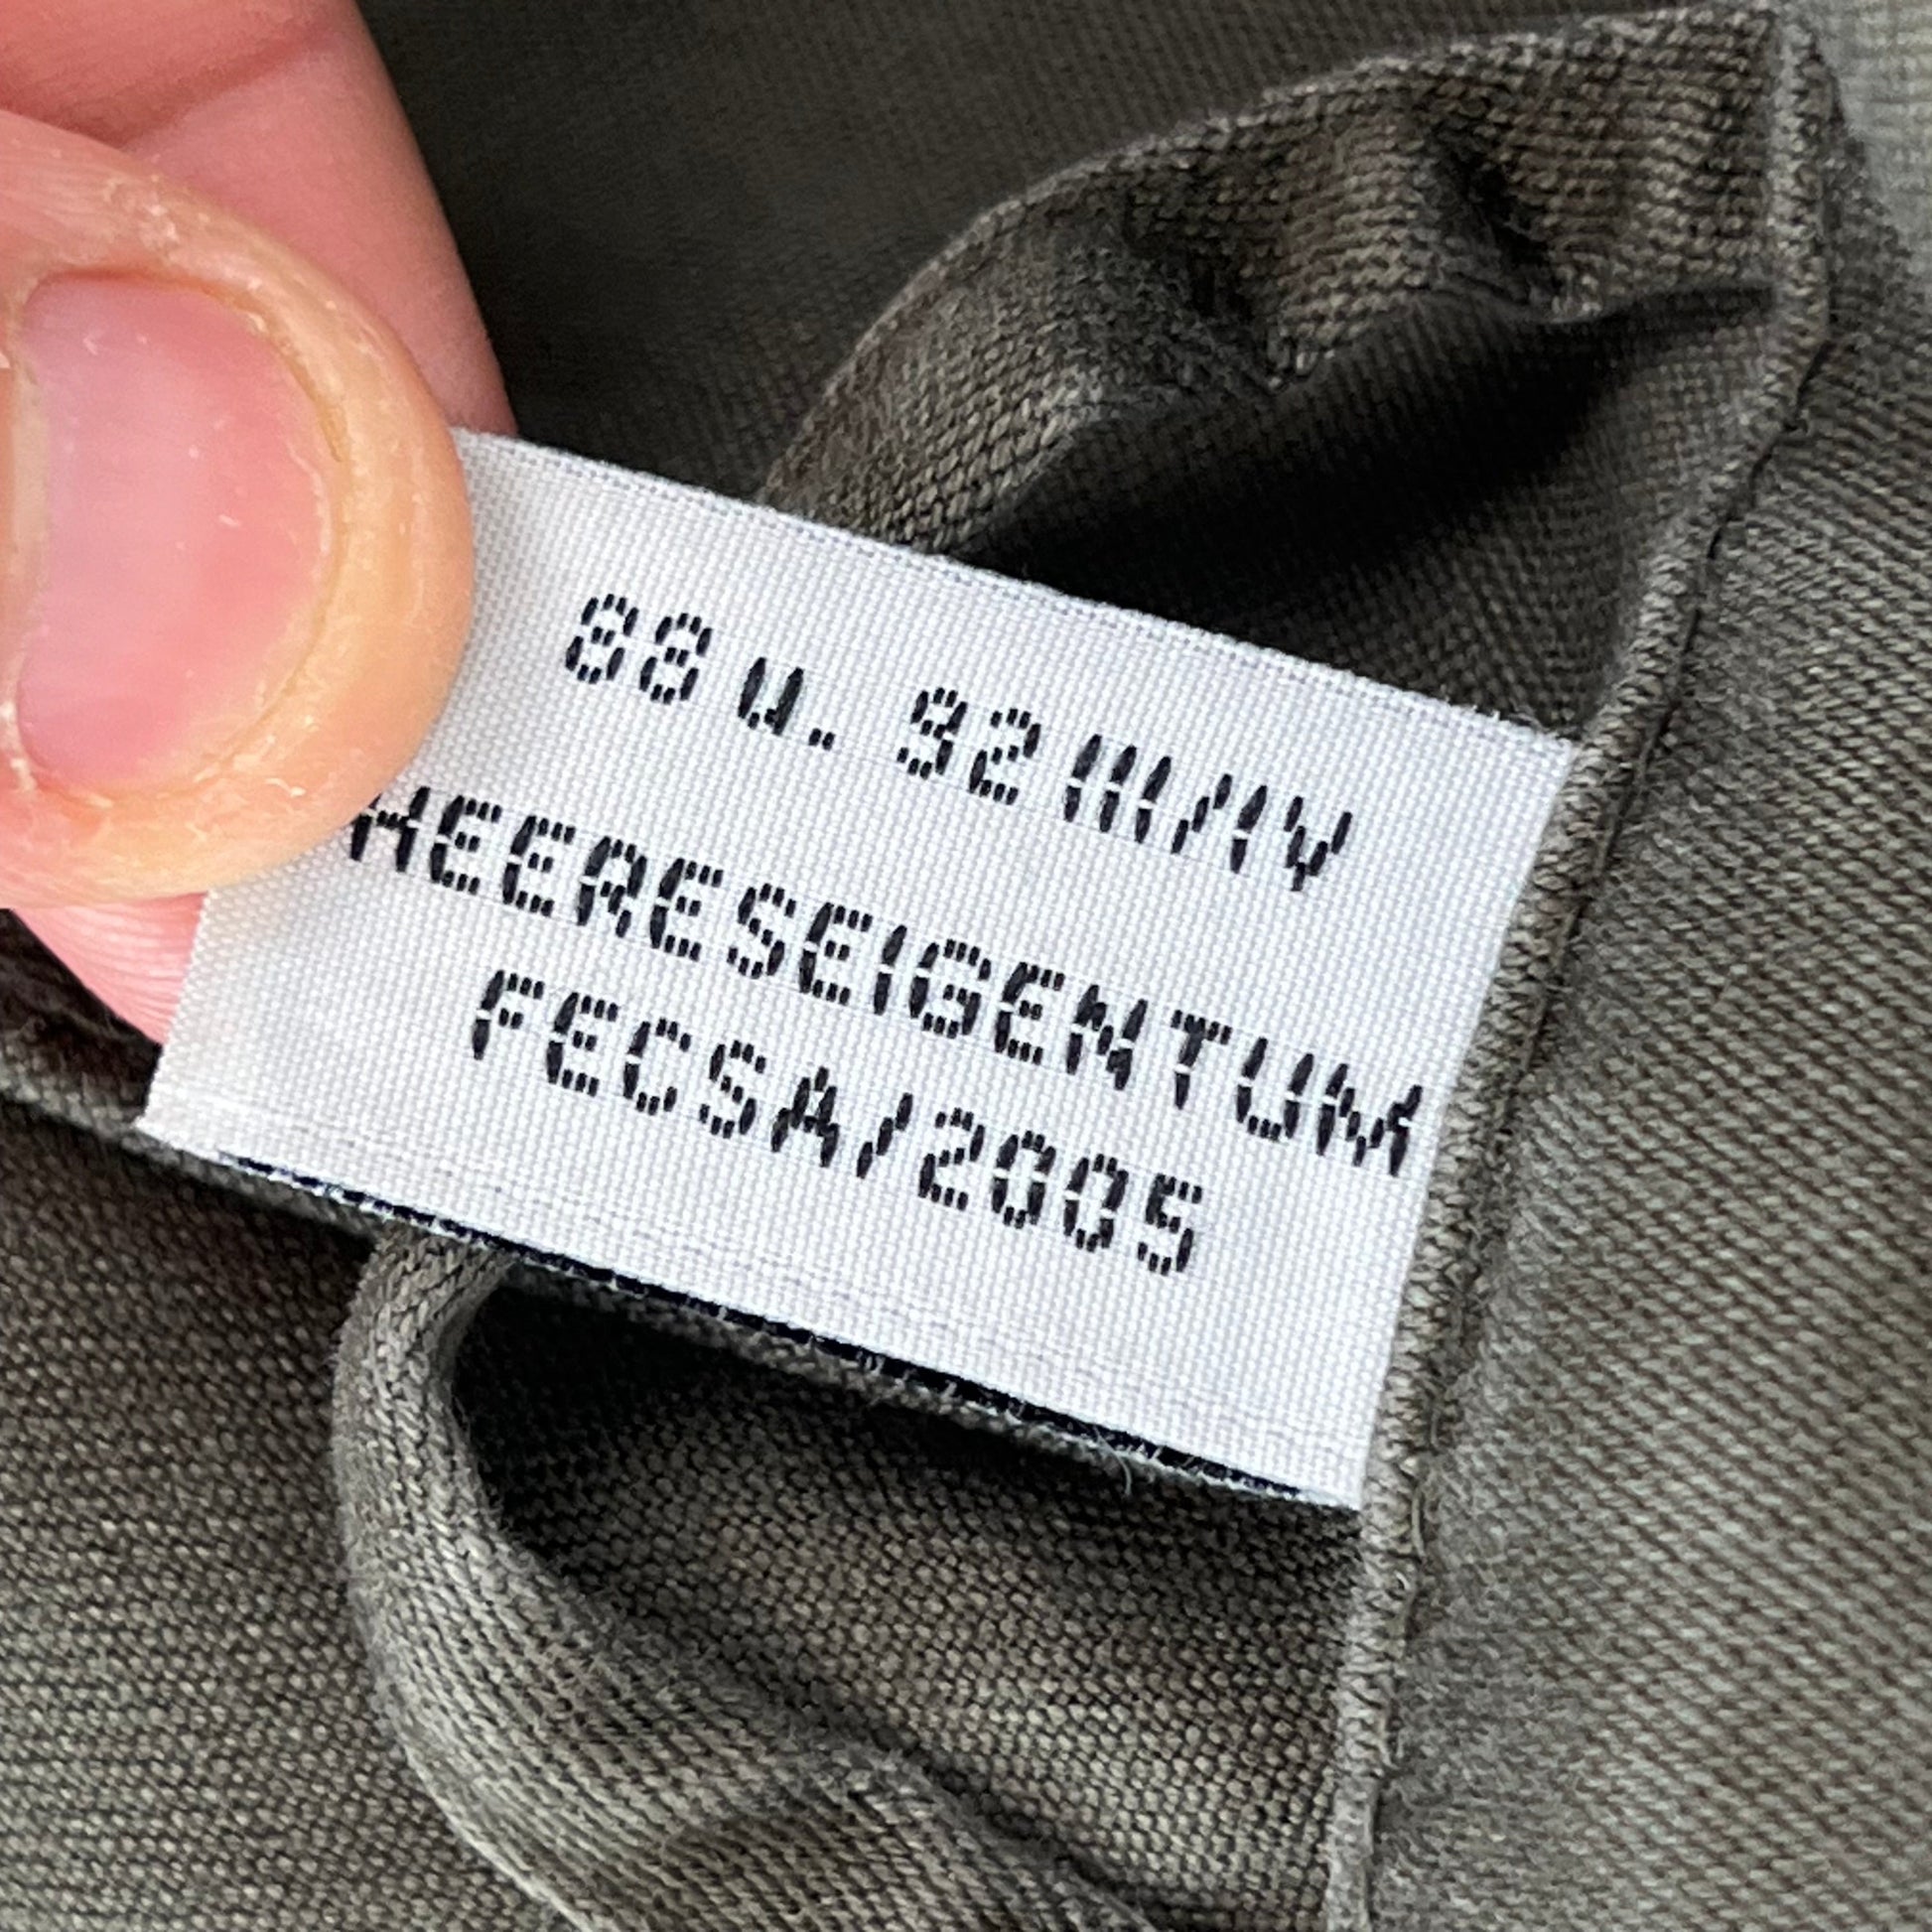 88 u. 92 III/IV
HEERESEIGENTUM
FECSA/2005